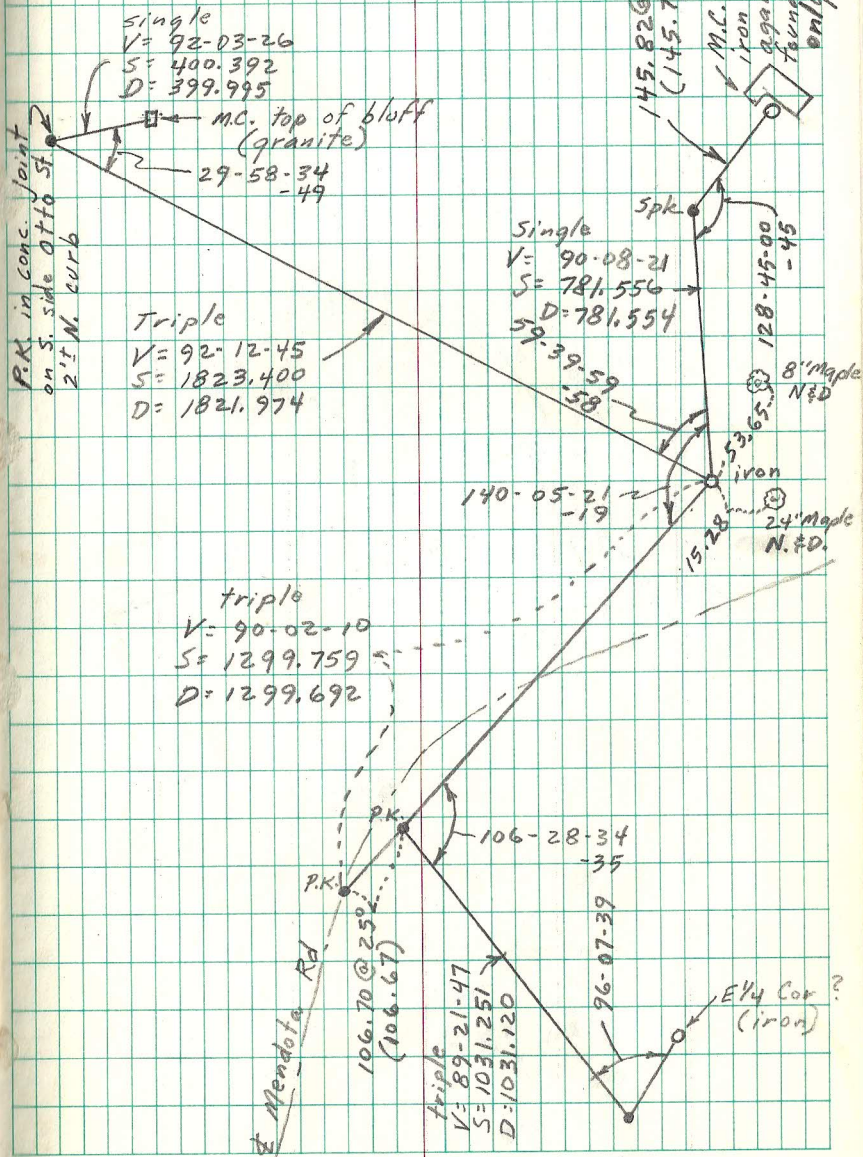 single
V= 92-03-26
S= 400.392
D= 399.995
M.C. top of bluff
(granite)
29-58-34
-49
P.K. in conc. joint
on S. side Otto St.
2'± N. curb
145.82@
(145.7
M.C.
iron
found
only
Spk.
Single
V= 90-08-21
S= 781.556
D= 781.554
128-45-00
-45
Triple
V= 92-12-45
S= 1823.400
D= 1821.974
59-39-59
-58
8" Maple
N&D
53.65
iron
140-05-21
-19
24" Maple
N.&D.
15.28
triple
V= 90-02-10
S= 1299.759
D= 1299.692
P.K.
106-28-34
-35
P.K.
106.70@25°
(106.67)
℄ Mendota Rd
triple
V= 89-21-47
S= 1031.251
D= 1031.120
96-07-39
E 1/4 Cor ?
(iron)